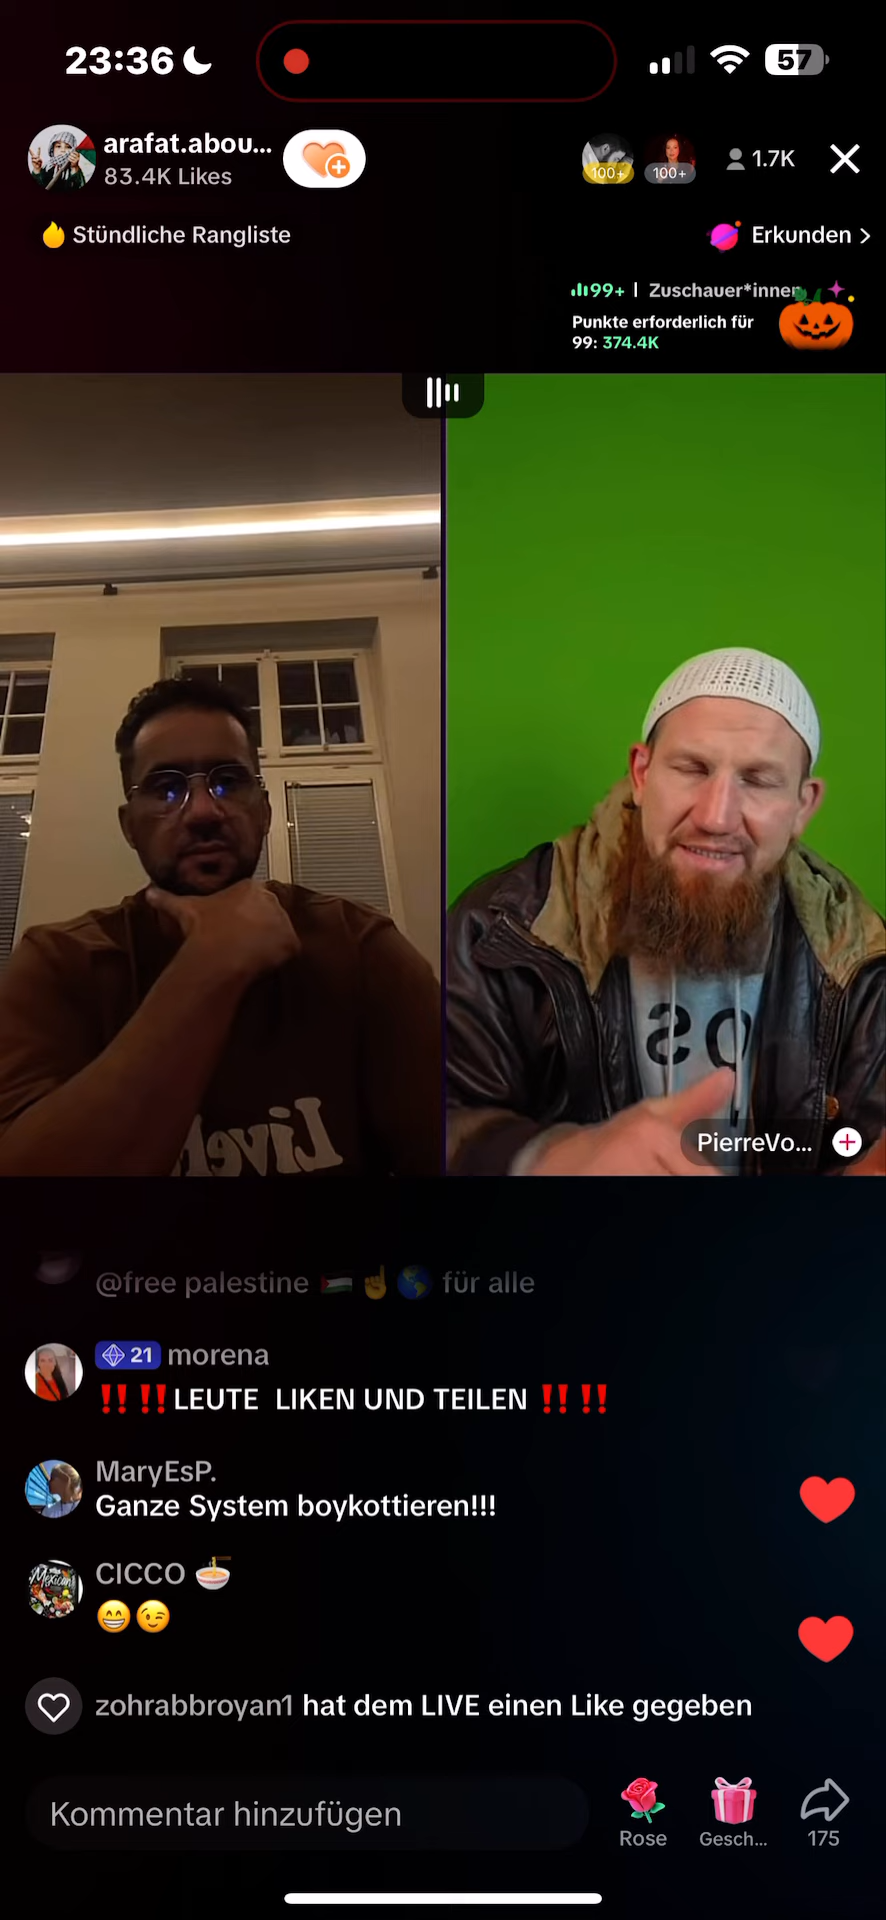 23:36
57
arafat.abou...
83.4K Likes
100+
100+
1.7K
Stündliche Rangliste
Erkunden >
99+ | Zuschauer*innen
Punkte erforderlich für
99: 374.4K
PierreVo...
@free palestine 🇵🇸☝️🌎 für alle
21 morena
‼️‼️LEUTE LIKEN UND TEILEN ‼️‼️
MaryEsP.
Ganze System boykottieren!!!
CICCO 🍜
😁😉
zohrabbroyan1 hat dem LIVE einen Like gegeben
Kommentar hinzufügen
Rose
Gesch...
175